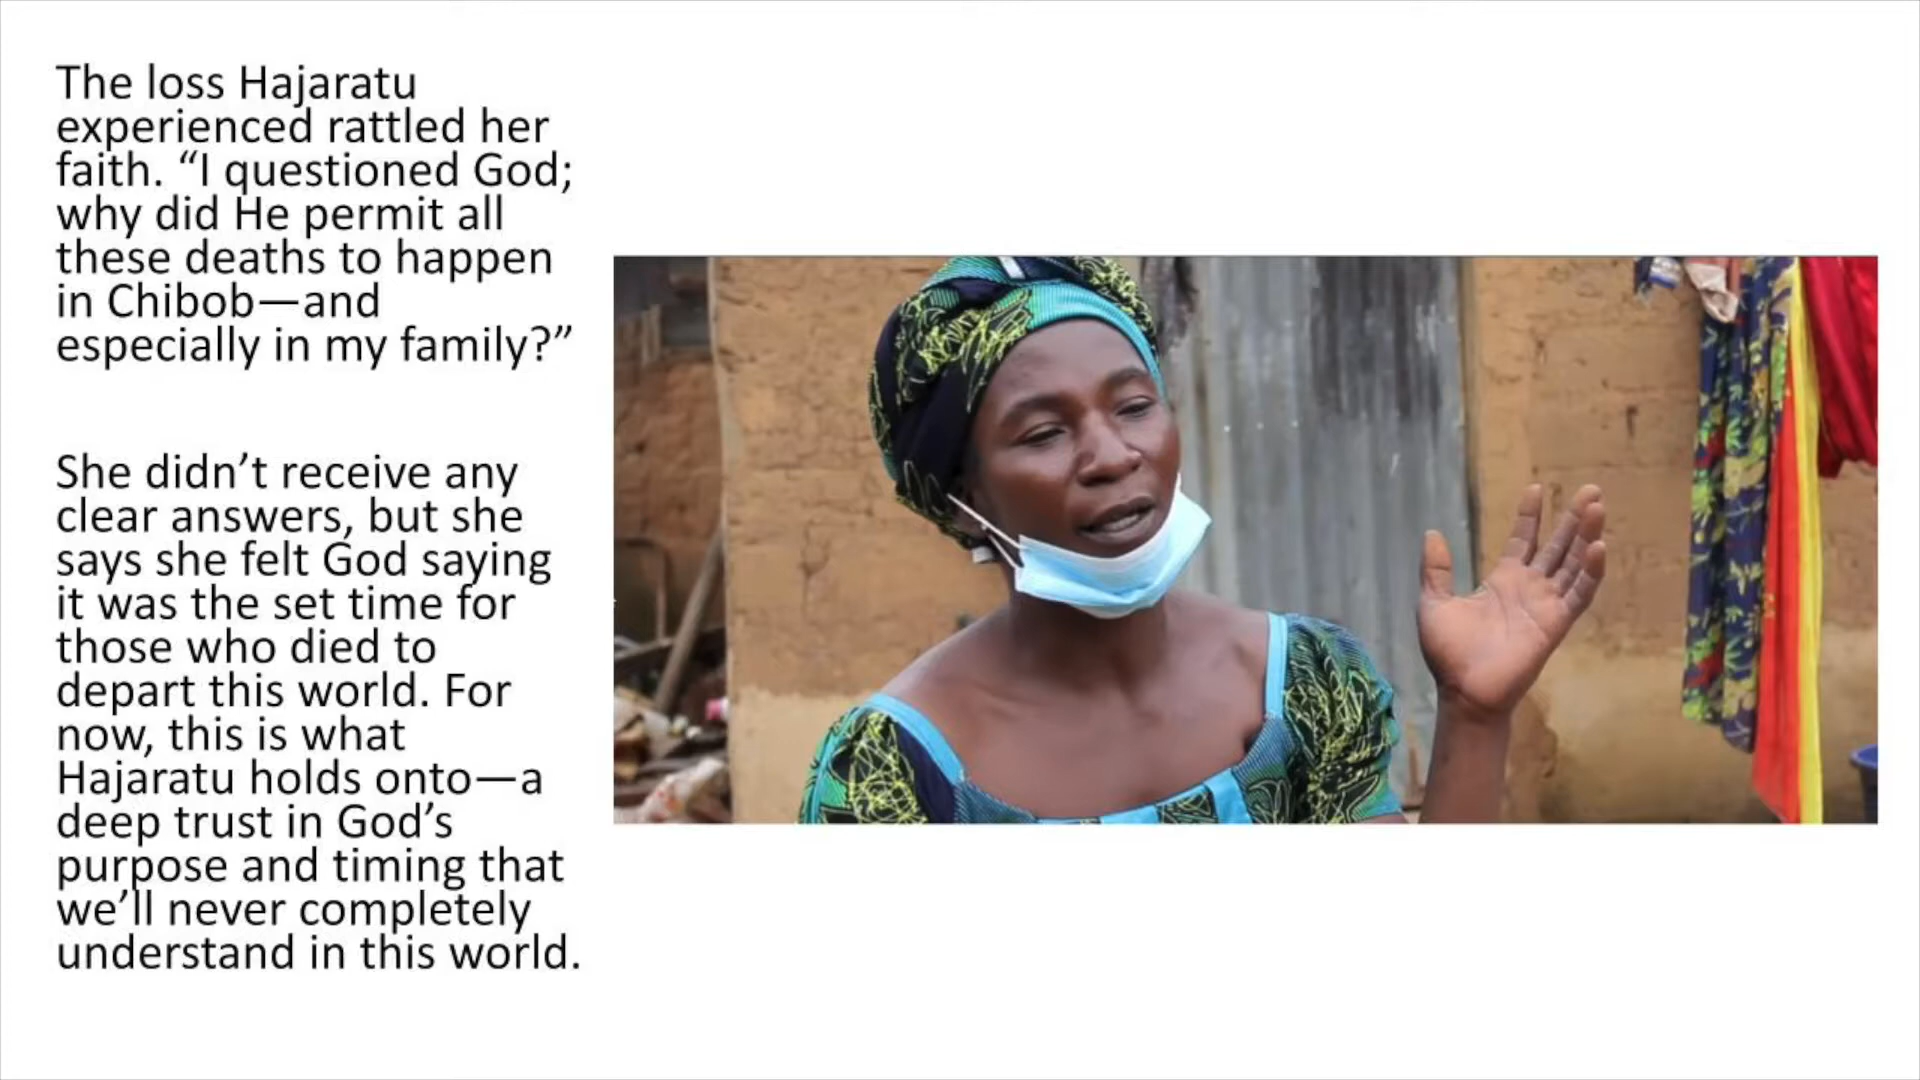 The loss Hajaratu
experienced rattled her
faith. “I questioned God;
why did He permit all
these deaths to happen
in Chibob—and
especially in my family?”
She didn’t receive any
clear answers, but she
says she felt God saying
it was the set time for
those who died to
depart this world. For
now, this is what
Hajaratu holds onto—a
deep trust in God’s
purpose and timing that
we’ll never completely
understand in this world.